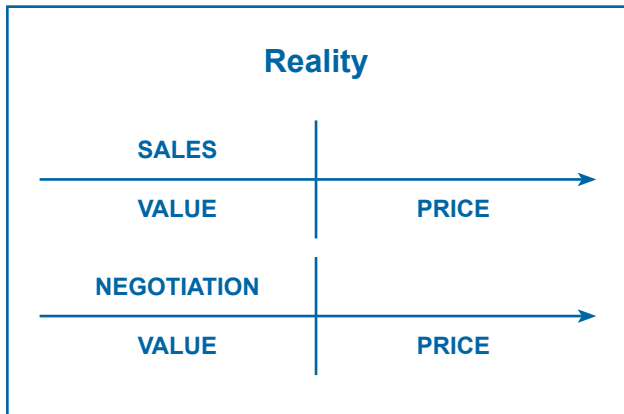 Reality
SALES
VALUE PRICE
NEGOTIATION
VALUE PRICE